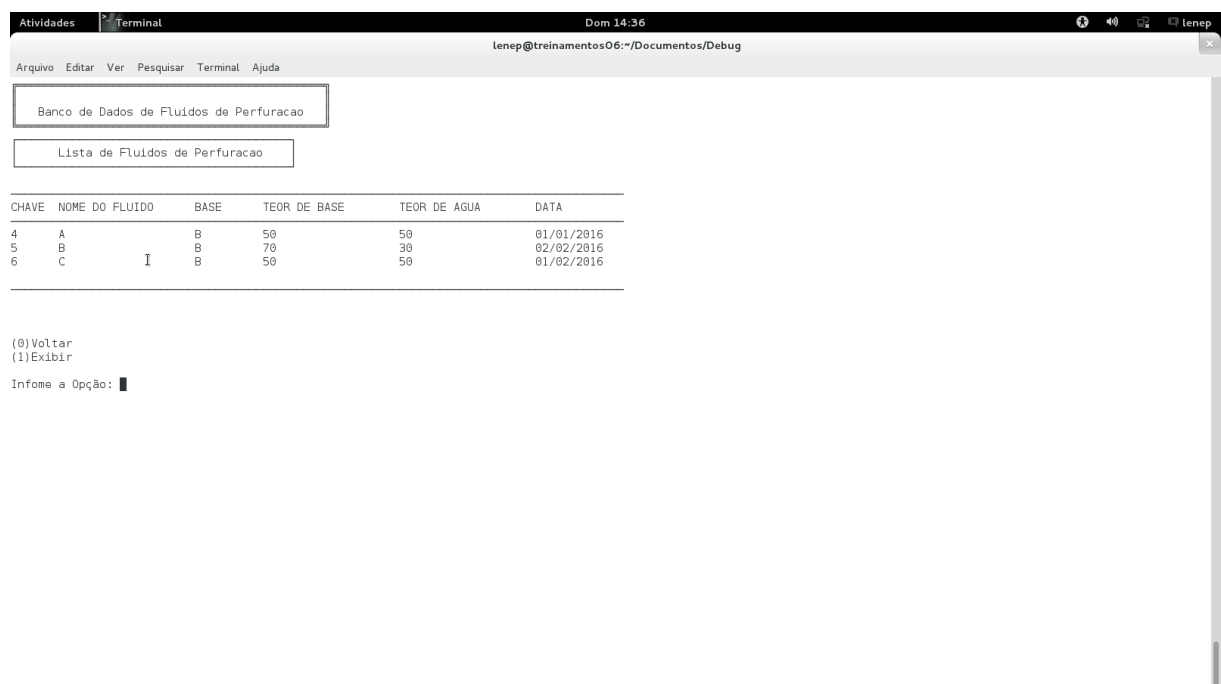 Atividades Terminal Dom 14:36 lenep
lenep@treinamentos06:~/Documentos/Debug
Arquivo Editar Ver Pesquisar Terminal Ajuda
Banco de Dados de Fluidos de Perfuracao
Lista de Fluidos de Perfuracao
CHAVE NOME DO FLUIDO BASE TEOR DE BASE TEOR DE AGUA DATA
4 A B 50 50 01/01/2016
5 B B 70 30 02/02/2016
6 C B 50 50 01/02/2016
(0)Voltar
(1)Exibir
Infome a Opção: